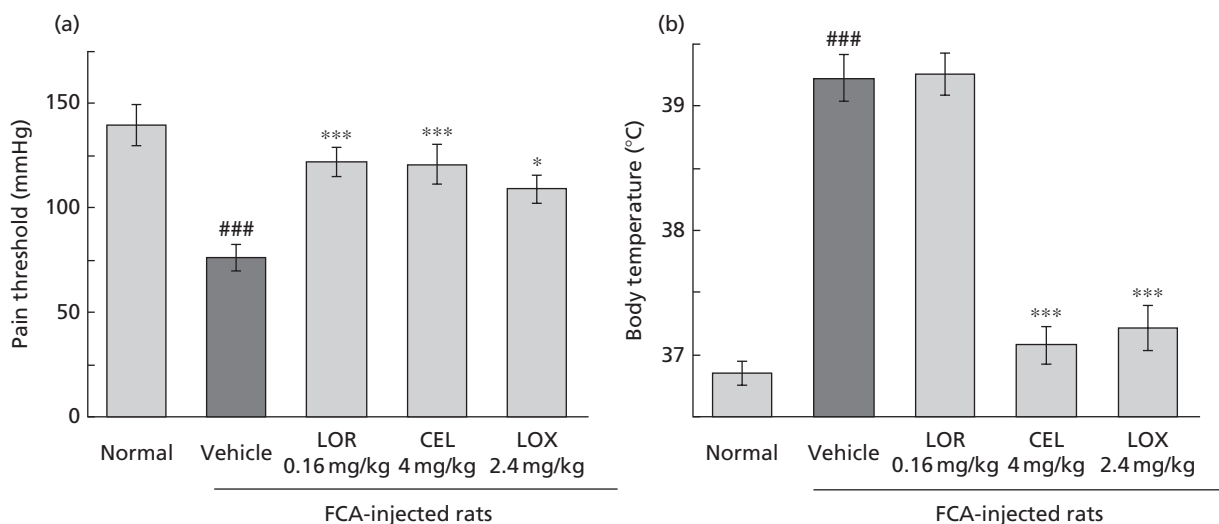 (a)
Pain threshold (mmHg)
150
100
50
0
###
***
***
*
Normal
Vehicle
LOR
0.16 mg/kg
CEL
4 mg/kg
LOX
2.4 mg/kg
FCA-injected rats
(b)
Body temperature (°C)
39
38
37
###
***
***
Normal
Vehicle
LOR
0.16 mg/kg
CEL
4 mg/kg
LOX
2.4 mg/kg
FCA-injected rats